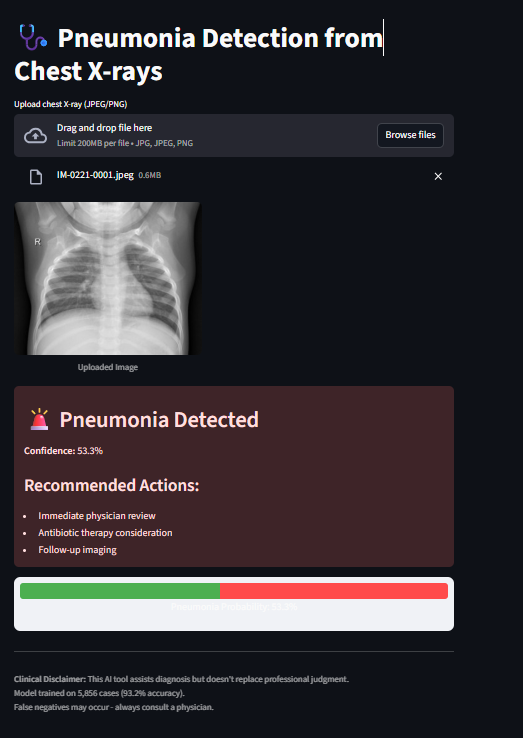 Pneumonia Detection from
Chest X-rays
Upload chest X-ray (JPEG/PNG)
Drag and drop file here
Limit 200MB per file • JPG, JPEG, PNG
Browse files
IM-0221-0001.jpeg 0.6MB
R
Uploaded Image
Pneumonia Detected
Confidence: 53.3%
Recommended Actions:
• Immediate physician review
• Antibiotic therapy consideration
• Follow-up imaging
Pneumonia Probability: 53.3%
Clinical Disclaimer: This AI tool assists diagnosis but doesn't replace professional judgment.
Model trained on 5,856 cases (93.2% accuracy).
False negatives may occur - always consult a physician.